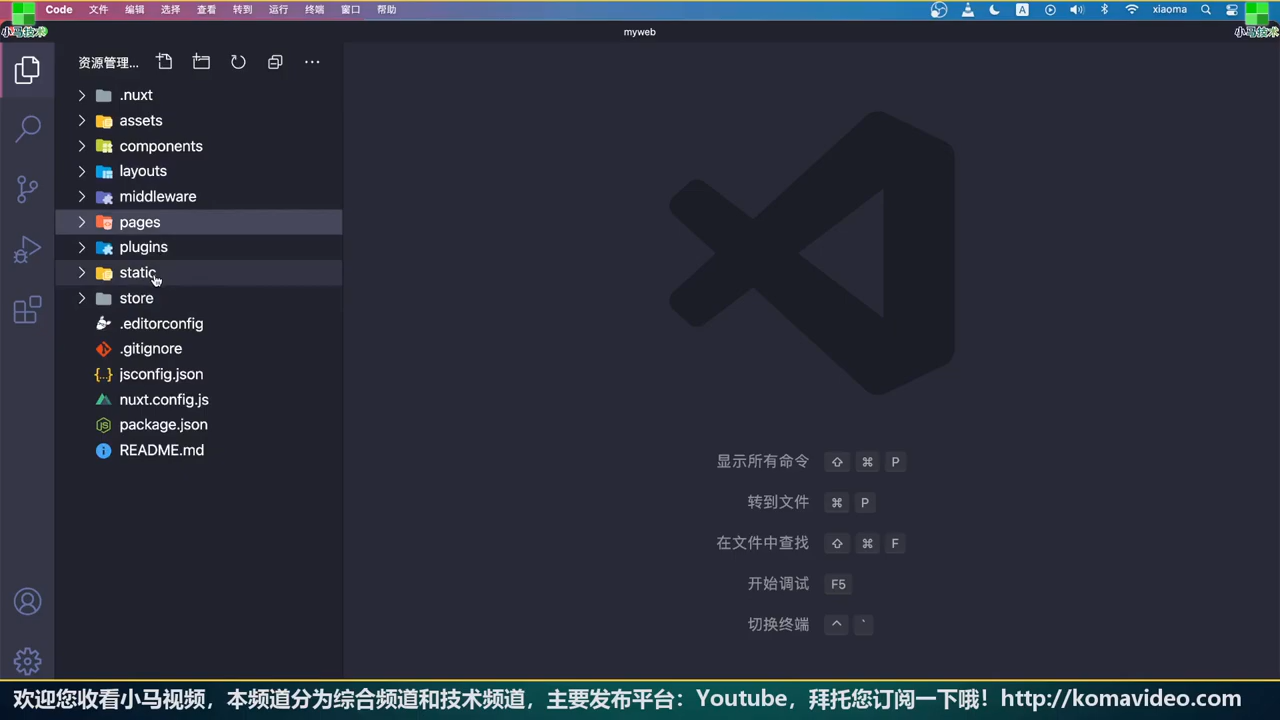 Code 文件 编辑 选择 查看 转到 运行 终端 窗口 帮助 A xiaoma
小马技术 myweb 小马技术
资源管理... ...
.nuxt
assets
components
layouts
middleware
pages
plugins
static
store
.editorconfig
.gitignore
jsconfig.json
nuxt.config.js
package.json
README.md
显示所有命令 ⇧ ⌘ P
转到文件 ⌘ P
在文件中查找 ⇧ ⌘ F
开始调试 F5
切换终端 ^ `
欢迎您收看小马视频，本频道分为综合频道和技术频道，主要发布平台：Youtube，拜托您订阅一下哦！http://komavideo.com